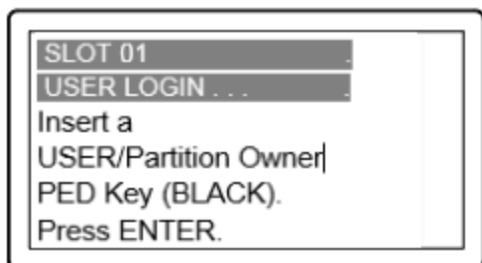 SLOT 01 .
USER LOGIN . . . .
Insert a
USER/Partition Owner
PED Key (BLACK).
Press ENTER.